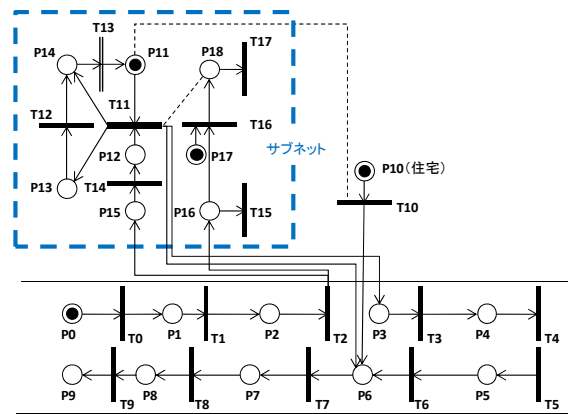 T13
T17
P14
P11
P18
T11
T12
T16
P12
P17
サブネット
P10(住宅)
P13
T14
P15
P16
T15
T10
P0
T0
P1
T1
P2
T2
P3
T3
P4
T4
P9
T9
P8
T8
P7
T7
P6
T6
P5
T5